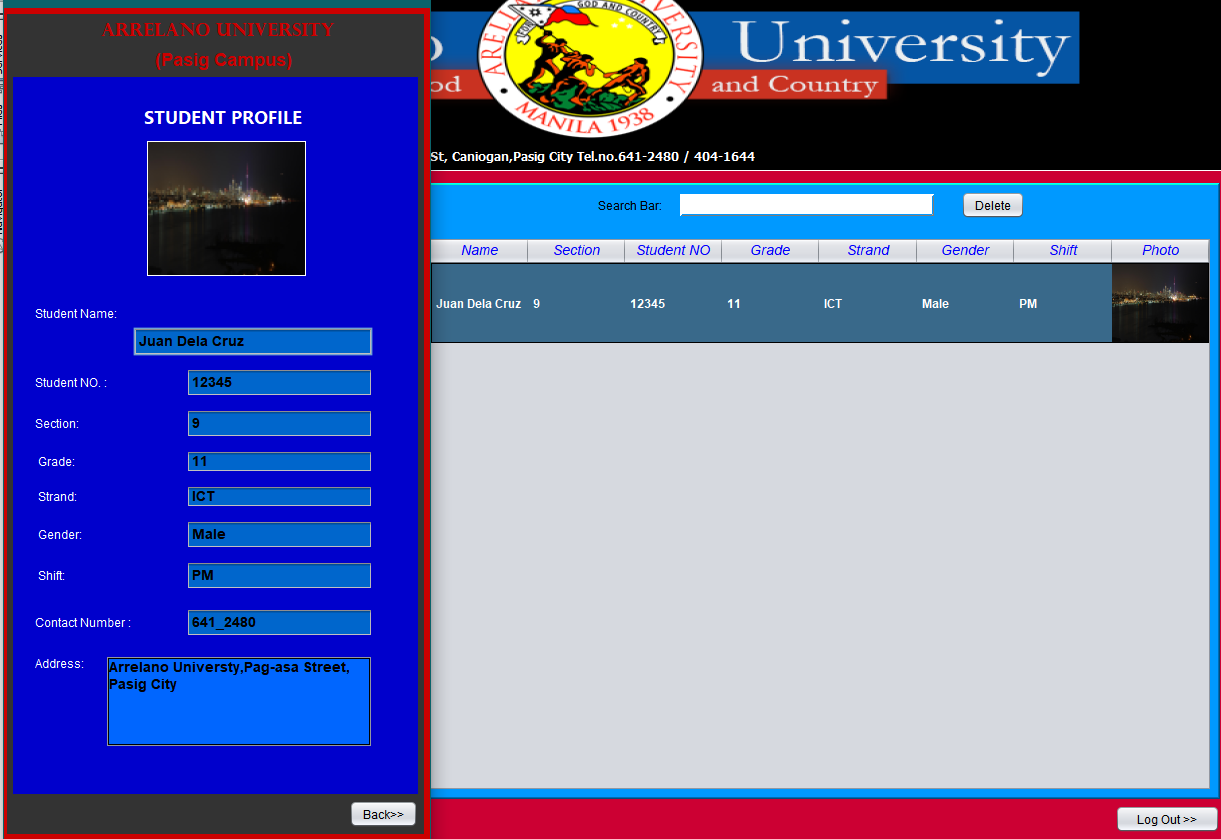 ARRELANO UNIVERSITY
(Pasig Campus)
STUDENT PROFILE
Student Name:
Juan Dela Cruz
Student NO. :
12345
Section:
9
Grade:
11
Strand:
ICT
Gender:
Male
Shift:
PM
Contact Number :
641_2480
Address:
Arrelano Universty,Pag-asa Street,
Pasig City
Back>>
University
and Country
GOD AND COUNTRY
MANILA 1938
St, Caniogan,Pasig City Tel.no.641-2480 / 404-1644
Search Bar:
Delete
Name Section Student NO Grade Strand Gender Shift Photo
Juan Dela Cruz 9 12345 11 ICT Male PM
Log Out >>